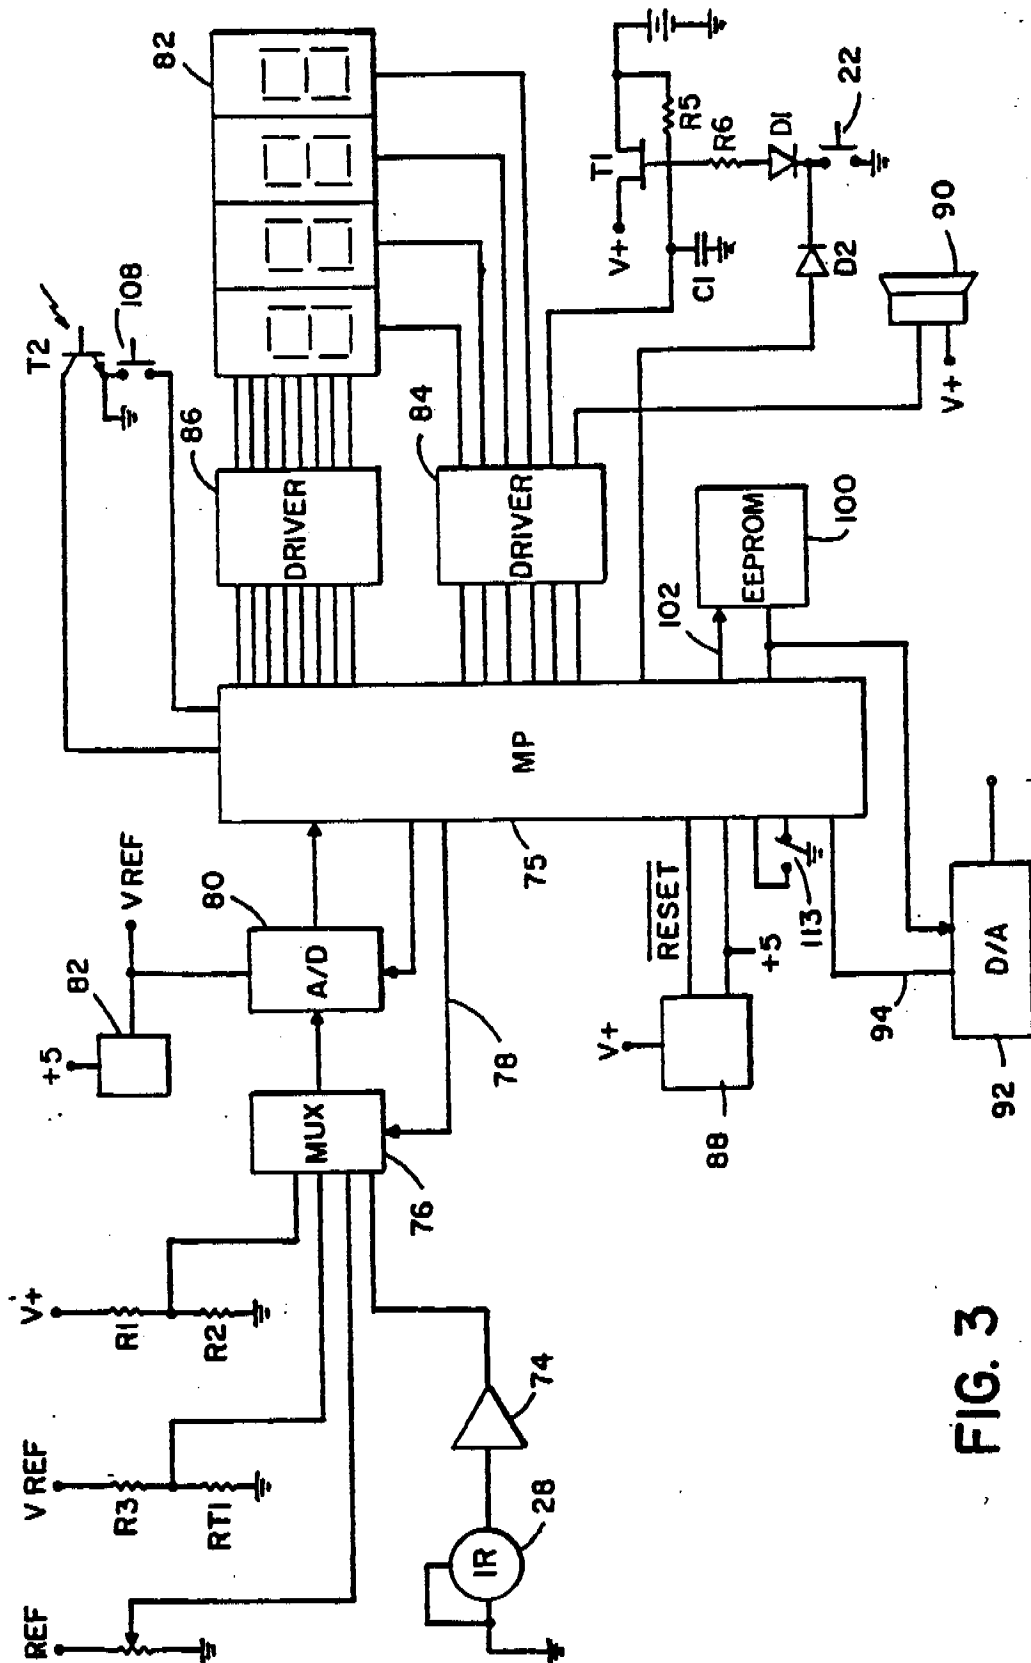 T2
108
82
86
DRIVER
84
DRIVER
T1
V+
R5
R6
D1
22
C1
D2
90
V+
EEPROM
100
102
MP
75
V REF
80
A/D
82
+5
78
MUX
76
V+
R1
R2
V REF
R3
RT1
REF
IR
28
74
RESET
+5
V+
88
113
94
D/A
92
FIG. 3